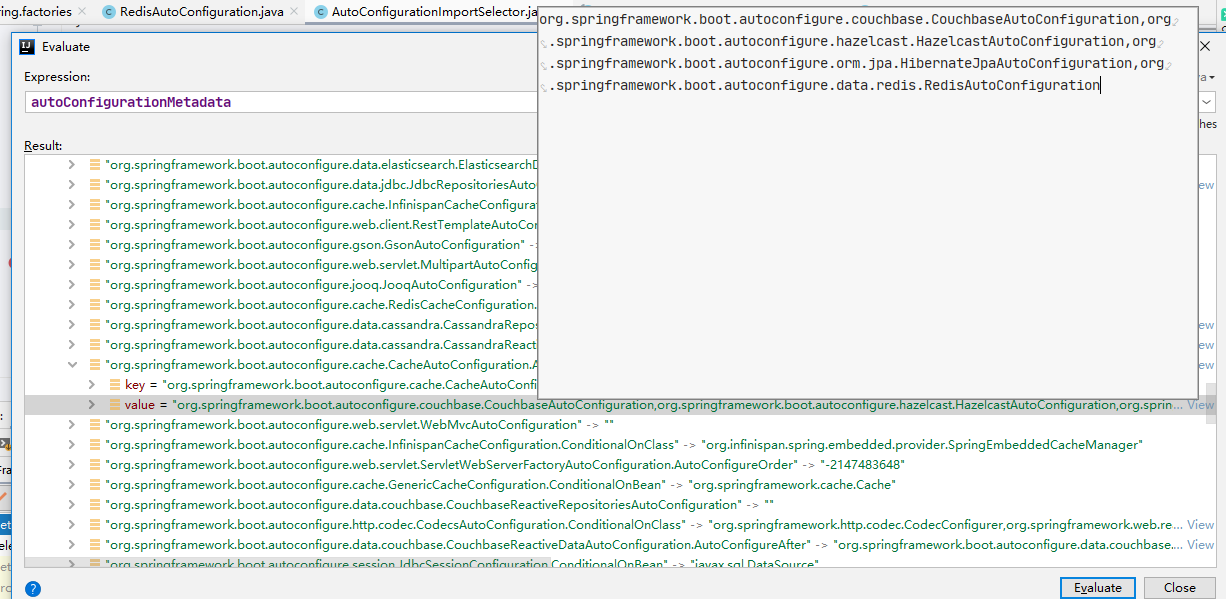 ring.factories
RedisAutoConfiguration.java
AutoConfigurationImportSelector.ja
Evaluate
Expression:
autoConfigurationMetadata
Result:
org.springframework.boot.autoconfigure.couchbase.CouchbaseAutoConfiguration,org
.springframework.boot.autoconfigure.hazelcast.HazelcastAutoConfiguration,org
.springframework.boot.autoconfigure.orm.jpa.HibernateJpaAutoConfiguration,org
.springframework.boot.autoconfigure.data.redis.RedisAutoConfiguration
"org.springframework.boot.autoconfigure.data.elasticsearch.ElasticsearchD
"org.springframework.boot.autoconfigure.data.jdbc.JdbcRepositoriesAuto
"org.springframework.boot.autoconfigure.cache.InfinispanCacheConfigurat
"org.springframework.boot.autoconfigure.web.client.RestTemplateAutoCon
"org.springframework.boot.autoconfigure.gson.GsonAutoConfiguration" ->
"org.springframework.boot.autoconfigure.web.servlet.MultipartAutoConfig
"org.springframework.boot.autoconfigure.jooq.JooqAutoConfiguration" ->
"org.springframework.boot.autoconfigure.cache.RedisCacheConfiguration.
"org.springframework.boot.autoconfigure.data.cassandra.CassandraRepos
"org.springframework.boot.autoconfigure.data.cassandra.CassandraReact
"org.springframework.boot.autoconfigure.cache.CacheAutoConfiguration.A
key = "org.springframework.boot.autoconfigure.cache.CacheAutoConfi
value = "org.springframework.boot.autoconfigure.couchbase.CouchbaseAutoConfiguration,org.springframework.boot.autoconfigure.hazelcast.HazelcastAutoConfiguration,org.sprin... View
"org.springframework.boot.autoconfigure.web.servlet.WebMvcAutoConfiguration" -> ""
"org.springframework.boot.autoconfigure.cache.InfinispanCacheConfiguration.ConditionalOnClass" -> "org.infinispan.spring.embedded.provider.SpringEmbeddedCacheManager"
"org.springframework.boot.autoconfigure.web.servlet.ServletWebServerFactoryAutoConfiguration.AutoConfigureOrder" -> "-2147483648"
"org.springframework.boot.autoconfigure.cache.GenericCacheConfiguration.ConditionalOnBean" -> "org.springframework.cache.Cache"
"org.springframework.boot.autoconfigure.data.couchbase.CouchbaseReactiveRepositoriesAutoConfiguration" -> ""
"org.springframework.boot.autoconfigure.http.codec.CodecsAutoConfiguration.ConditionalOnClass" -> "org.springframework.http.codec.CodecConfigurer,org.springframework.web.re... View
"org.springframework.boot.autoconfigure.data.couchbase.CouchbaseReactiveDataAutoConfiguration.AutoConfigureAfter" -> "org.springframework.boot.autoconfigure.data.couchbase.... View
"org.springframework.boot.autoconfigure.session.JdbcSessionConfiguration.ConditionalOnBean" -> "javax.sql.DataSource"
Evaluate
Close